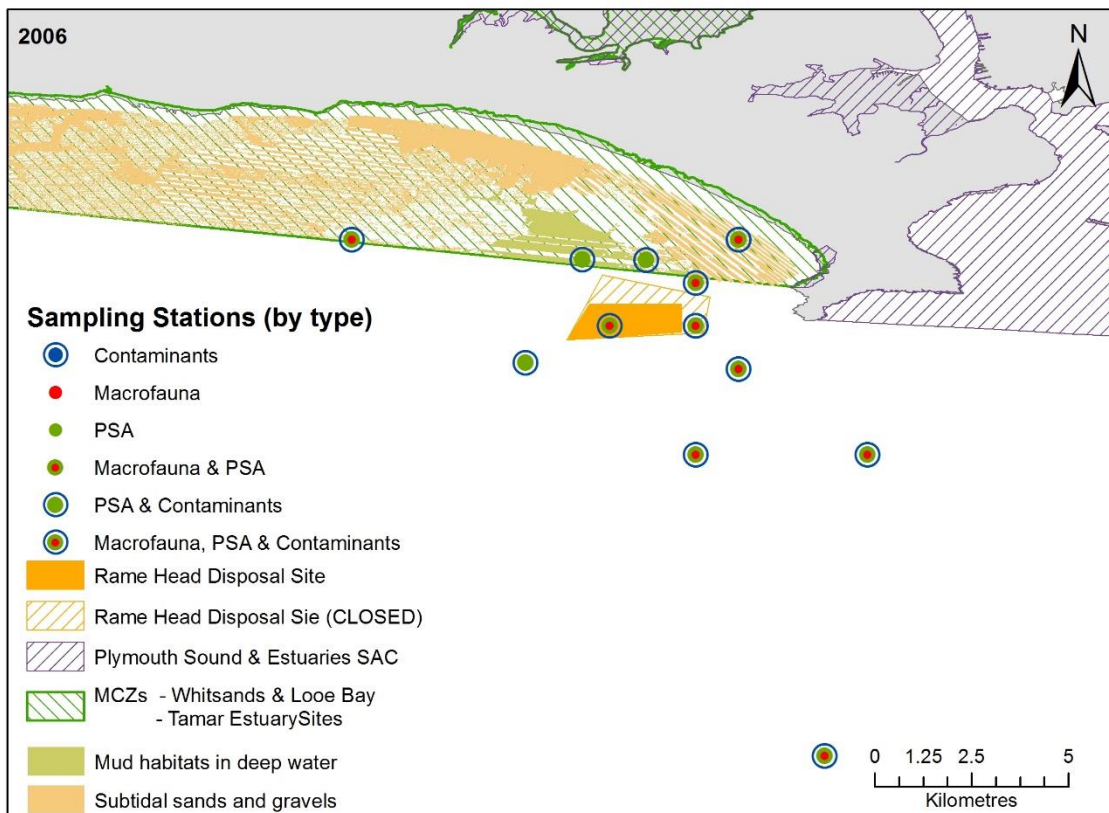 2006
N
Sampling Stations (by type)
Contaminants
Macrofauna
PSA
Macrofauna & PSA
PSA & Contaminants
Macrofauna, PSA & Contaminants
Rame Head Disposal Site
Rame Head Disposal Sie (CLOSED)
Plymouth Sound & Estuaries SAC
MCZs - Whitsands & Looe Bay
- Tamar EstuarySites
Mud habitats in deep water
Subtidal sands and gravels
0 1.25 2.5 5
Kilometres